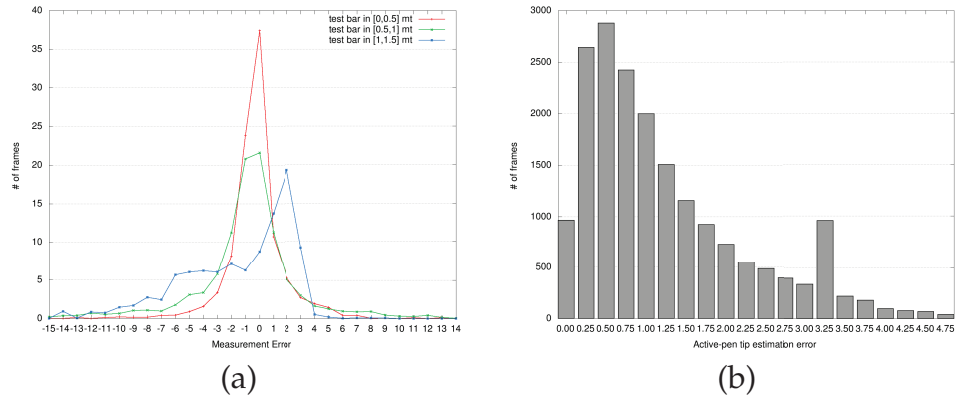 40
35
30
25
20
15
10
5
0
# of frames
test bar in [0,0.5] mt
test bar in [0.5,1] mt
test bar in [1,1.5] mt
-15 -14 -13 -12 -11 -10 -9 -8 -7 -6 -5 -4 -3 -2 -1 0 1 2 3 4 5 6 7 8 9 10 11 12 13 14
Measurement Error
(a)
3000
2500
2000
1500
1000
500
0
# of frames
0.00 0.25 0.50 0.75 1.00 1.25 1.50 1.75 2.00 2.25 2.50 2.75 3.00 3.25 3.50 3.75 4.00 4.25 4.50 4.75
Active-pen tip estimation error
(b)